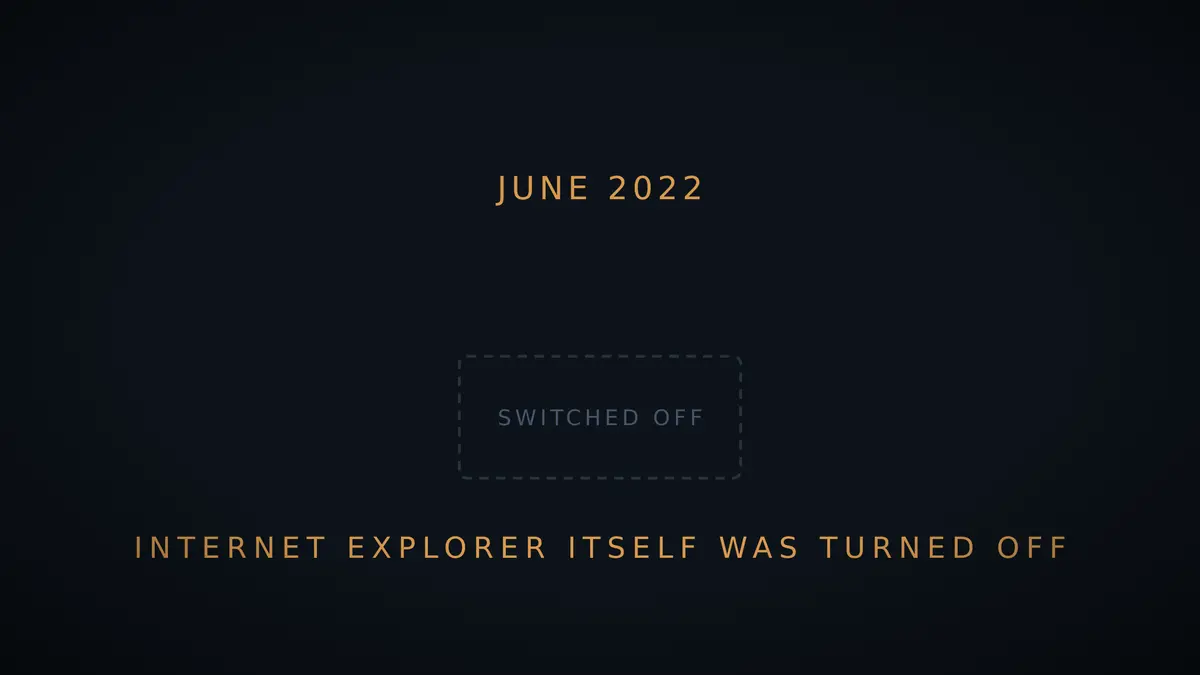 JUNE 2022
SWITCHED OFF
INTERNET EXPLORER ITSELF WAS TURNED OFF